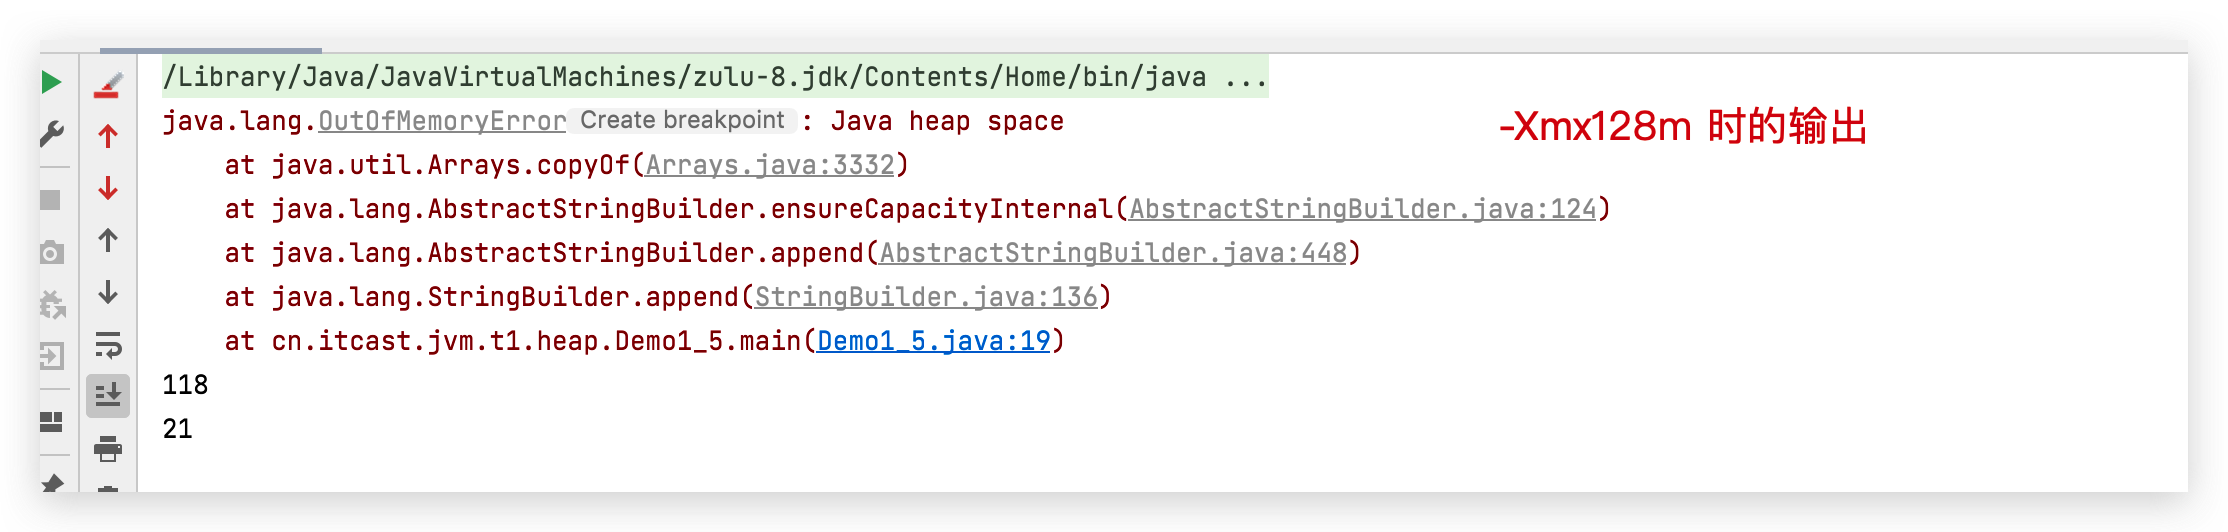 /Library/Java/JavaVirtualMachines/zulu-8.jdk/Contents/Home/bin/java ...
java.lang.OutOfMemoryError Create breakpoint : Java heap space
-Xmx128m 时的输出
at java.util.Arrays.copyOf(Arrays.java:3332)
at java.lang.AbstractStringBuilder.ensureCapacityInternal(AbstractStringBuilder.java:124)
at java.lang.AbstractStringBuilder.append(AbstractStringBuilder.java:448)
at java.lang.StringBuilder.append(StringBuilder.java:136)
at cn.itcast.jvm.t1.heap.Demo1_5.main(Demo1_5.java:19)
118
21